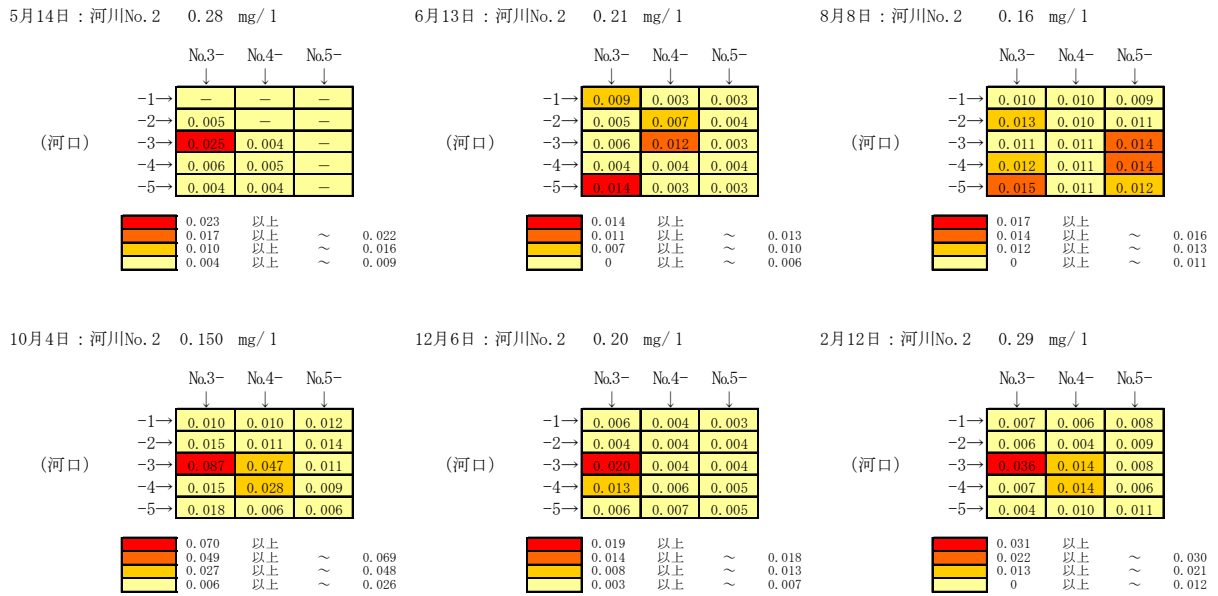 5月14日：河川No.2 0.28 mg/l
No.3- No.4- No.5-
↓ ↓ ↓
-1→ － － －
-2→ 0.005 － －
(河口) -3→ 0.025 0.004 －
-4→ 0.006 0.005 －
-5→ 0.004 0.004 －
0.023 以上
0.017 以上 ～ 0.022
0.010 以上 ～ 0.016
0.004 以上 ～ 0.009
6月13日：河川No.2 0.21 mg/l
No.3- No.4- No.5-
↓ ↓ ↓
-1→ 0.009 0.003 0.003
-2→ 0.005 0.007 0.004
(河口) -3→ 0.006 0.012 0.003
-4→ 0.004 0.004 0.004
-5→ 0.014 0.003 0.003
0.014 以上
0.011 以上 ～ 0.013
0.007 以上 ～ 0.010
0 以上 ～ 0.006
8月8日：河川No.2 0.16 mg/l
No.3- No.4- No.5-
↓ ↓ ↓
-1→ 0.010 0.010 0.009
-2→ 0.013 0.010 0.011
(河口) -3→ 0.011 0.011 0.014
-4→ 0.012 0.011 0.014
-5→ 0.015 0.011 0.012
0.017 以上
0.014 以上 ～ 0.016
0.012 以上 ～ 0.013
0 以上 ～ 0.011
10月4日：河川No.2 0.150 mg/l
No.3- No.4- No.5-
↓ ↓ ↓
-1→ 0.010 0.010 0.012
-2→ 0.015 0.011 0.014
(河口) -3→ 0.087 0.047 0.011
-4→ 0.015 0.028 0.009
-5→ 0.018 0.006 0.006
0.070 以上
0.049 以上 ～ 0.069
0.027 以上 ～ 0.048
0.006 以上 ～ 0.026
12月6日：河川No.2 0.20 mg/l
No.3- No.4- No.5-
↓ ↓ ↓
-1→ 0.006 0.004 0.003
-2→ 0.004 0.004 0.004
(河口) -3→ 0.020 0.004 0.004
-4→ 0.013 0.006 0.005
-5→ 0.006 0.007 0.005
0.019 以上
0.014 以上 ～ 0.018
0.008 以上 ～ 0.013
0.003 以上 ～ 0.007
2月12日：河川No.2 0.29 mg/l
No.3- No.4- No.5-
↓ ↓ ↓
-1→ 0.007 0.006 0.008
-2→ 0.006 0.004 0.009
(河口) -3→ 0.036 0.014 0.008
-4→ 0.007 0.014 0.006
-5→ 0.004 0.010 0.011
0.031 以上
0.022 以上 ～ 0.030
0.013 以上 ～ 0.021
0 以上 ～ 0.012